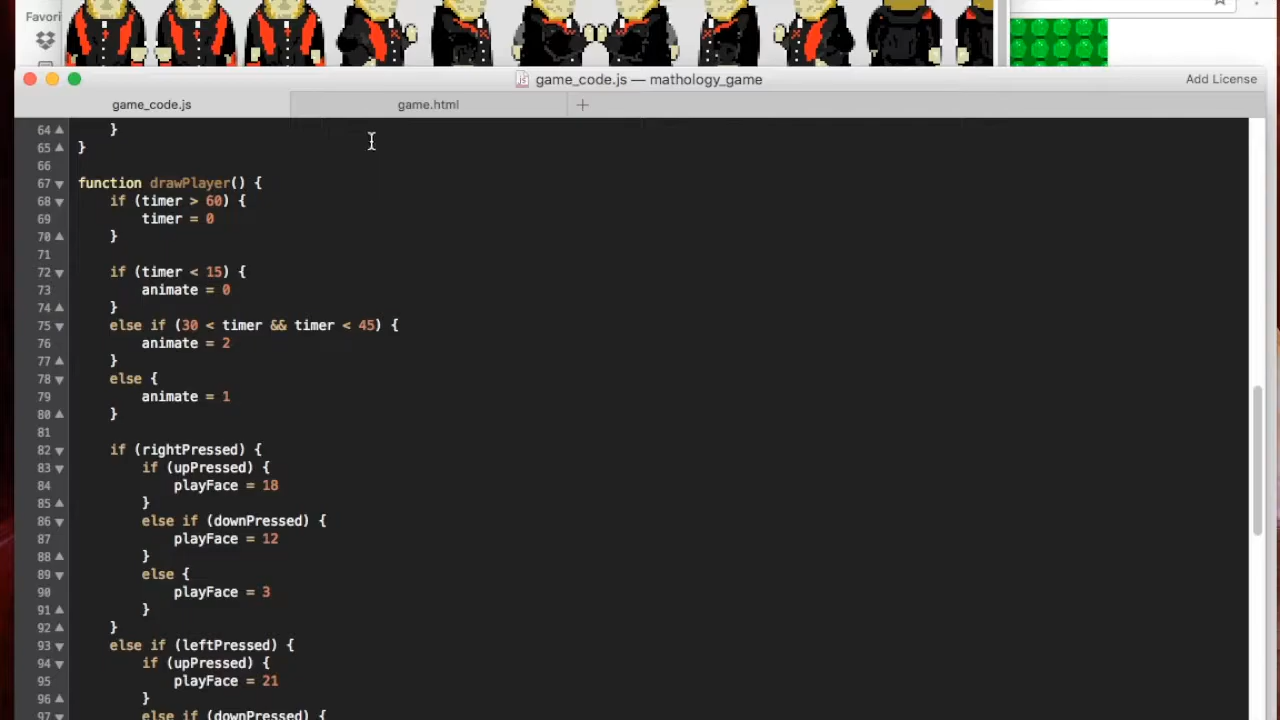 Favori
game_code.js — mathology_game
Add License
game_code.js
game.html
64 }
65 }
66
67 function drawPlayer() {
68 if (timer > 60) {
69 timer = 0
70 }
71
72 if (timer < 15) {
73 animate = 0
74 }
75 else if (30 < timer && timer < 45) {
76 animate = 2
77 }
78 else {
79 animate = 1
80 }
81
82 if (rightPressed) {
83 if (upPressed) {
84 playFace = 18
85 }
86 else if (downPressed) {
87 playFace = 12
88 }
89 else {
90 playFace = 3
91 }
92 }
93 else if (leftPressed) {
94 if (upPressed) {
95 playFace = 21
96 }
97 else if (downPressed) {